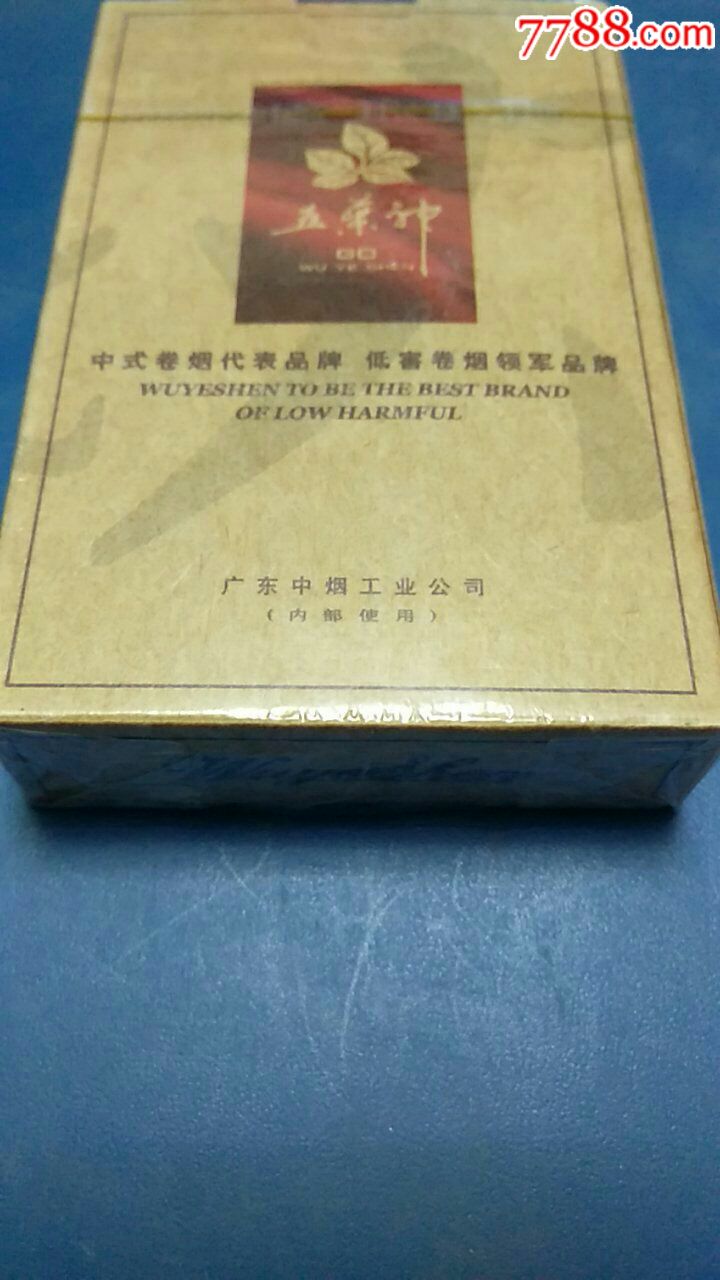 7788.com
五葉神
WU YE SHEN
中式卷烟代表品牌 低害卷烟领军品牌
WUYESHEN TO BE THE BEST BRAND
OF LOW HARMFUL
广东中烟工业公司
(内部使用)